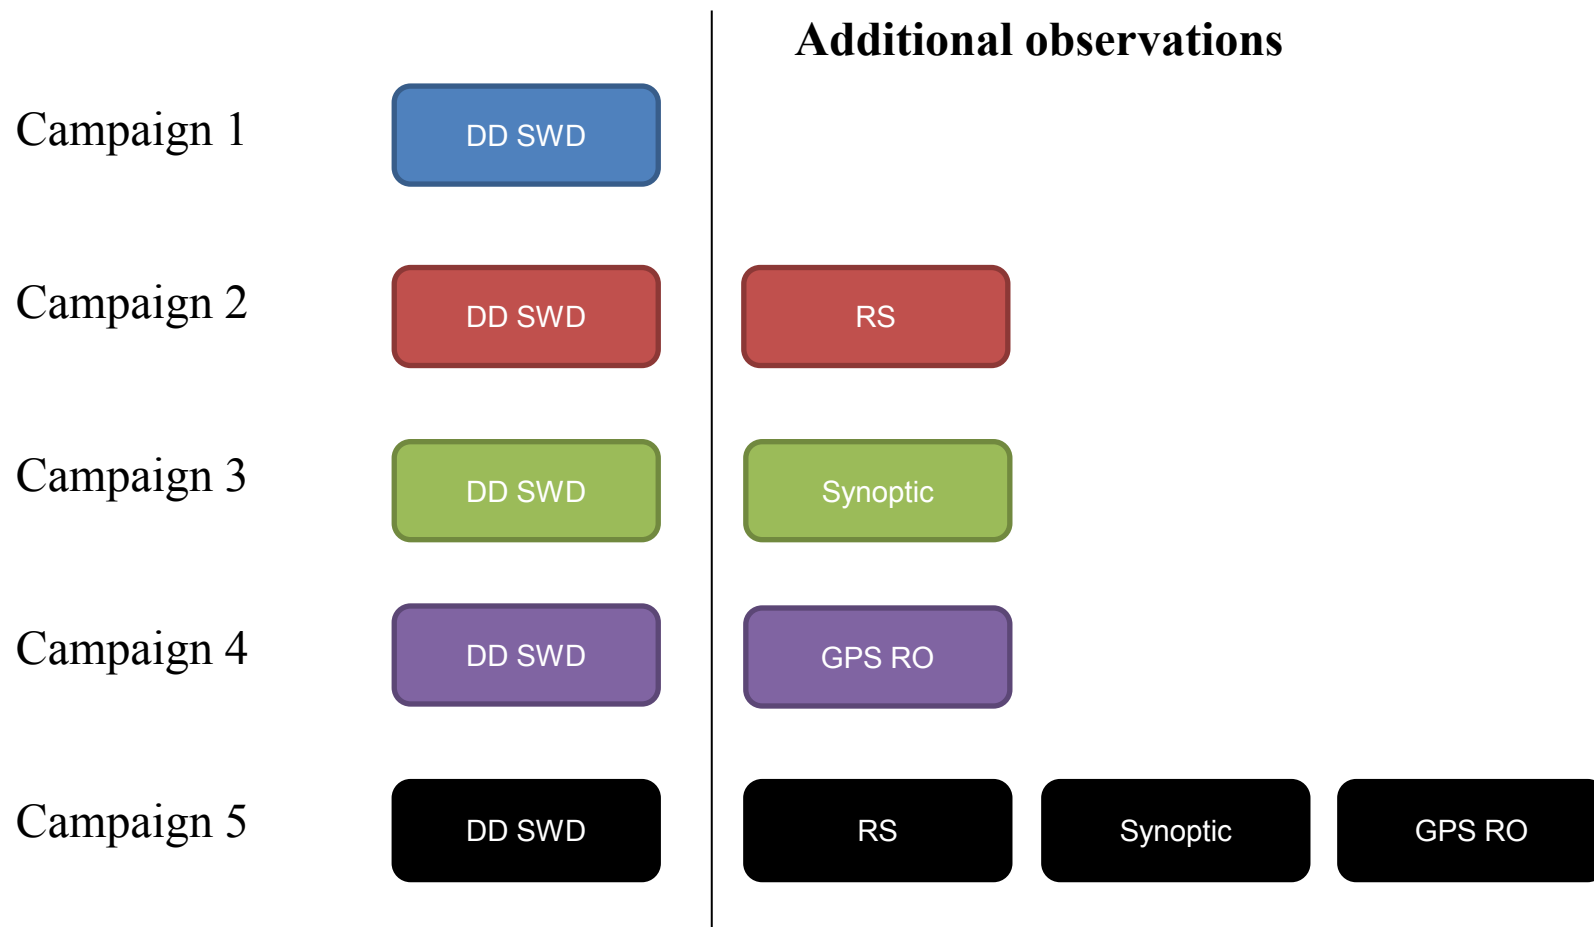 Additional observations
Campaign 1 DD SWD
Campaign 2 DD SWD RS
Campaign 3 DD SWD Synoptic
Campaign 4 DD SWD GPS RO
Campaign 5 DD SWD RS Synoptic GPS RO